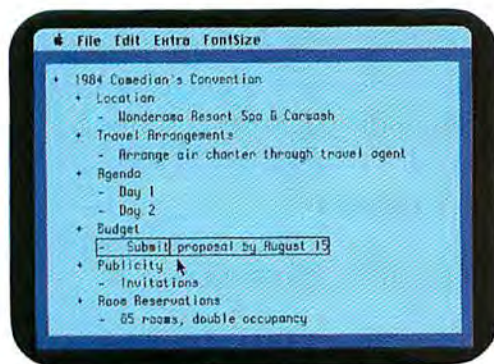 File Edit Extra FontSize
+ 1984 Comedian's Convention
+ Location
- Wonderama Resort Spa & Carwash
+ Travel Arrangements
- Arrange air charter through travel agent
+ Agenda
- Day 1
- Day 2
+ Budget
- Submit proposal by August 15
+ Publicity
- Invitations
+ Room Reservations
- 65 rooms, double occupancy